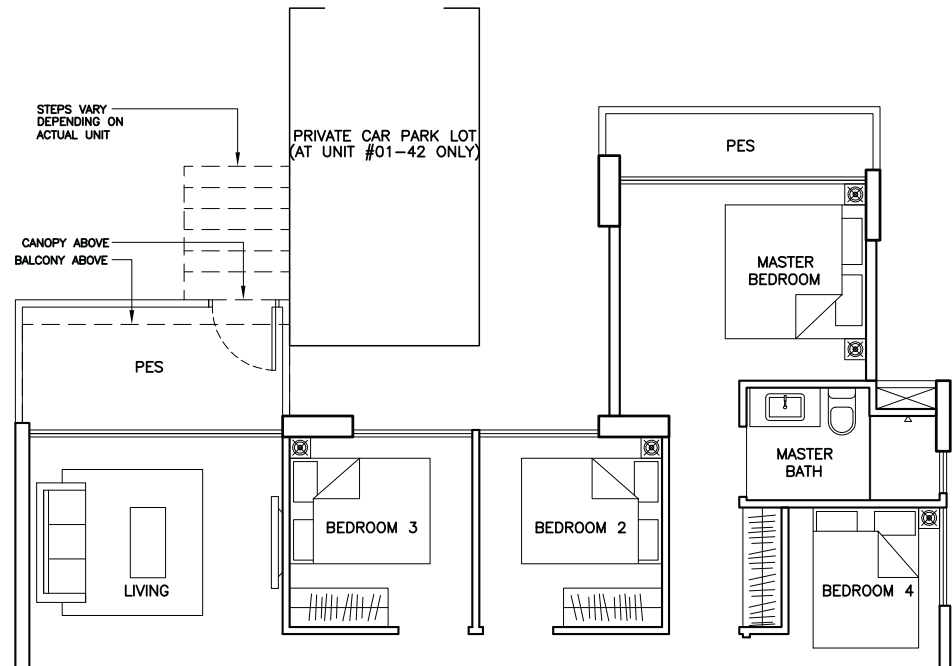 STEPS VARY
DEPENDING ON
ACTUAL UNIT
PRIVATE CAR PARK LOT
(AT UNIT #01-42 ONLY)
PES
CANOPY ABOVE
BALCONY ABOVE
MASTER
BEDROOM
PES
MASTER
BATH
BEDROOM 3
BEDROOM 2
LIVING
BEDROOM 4